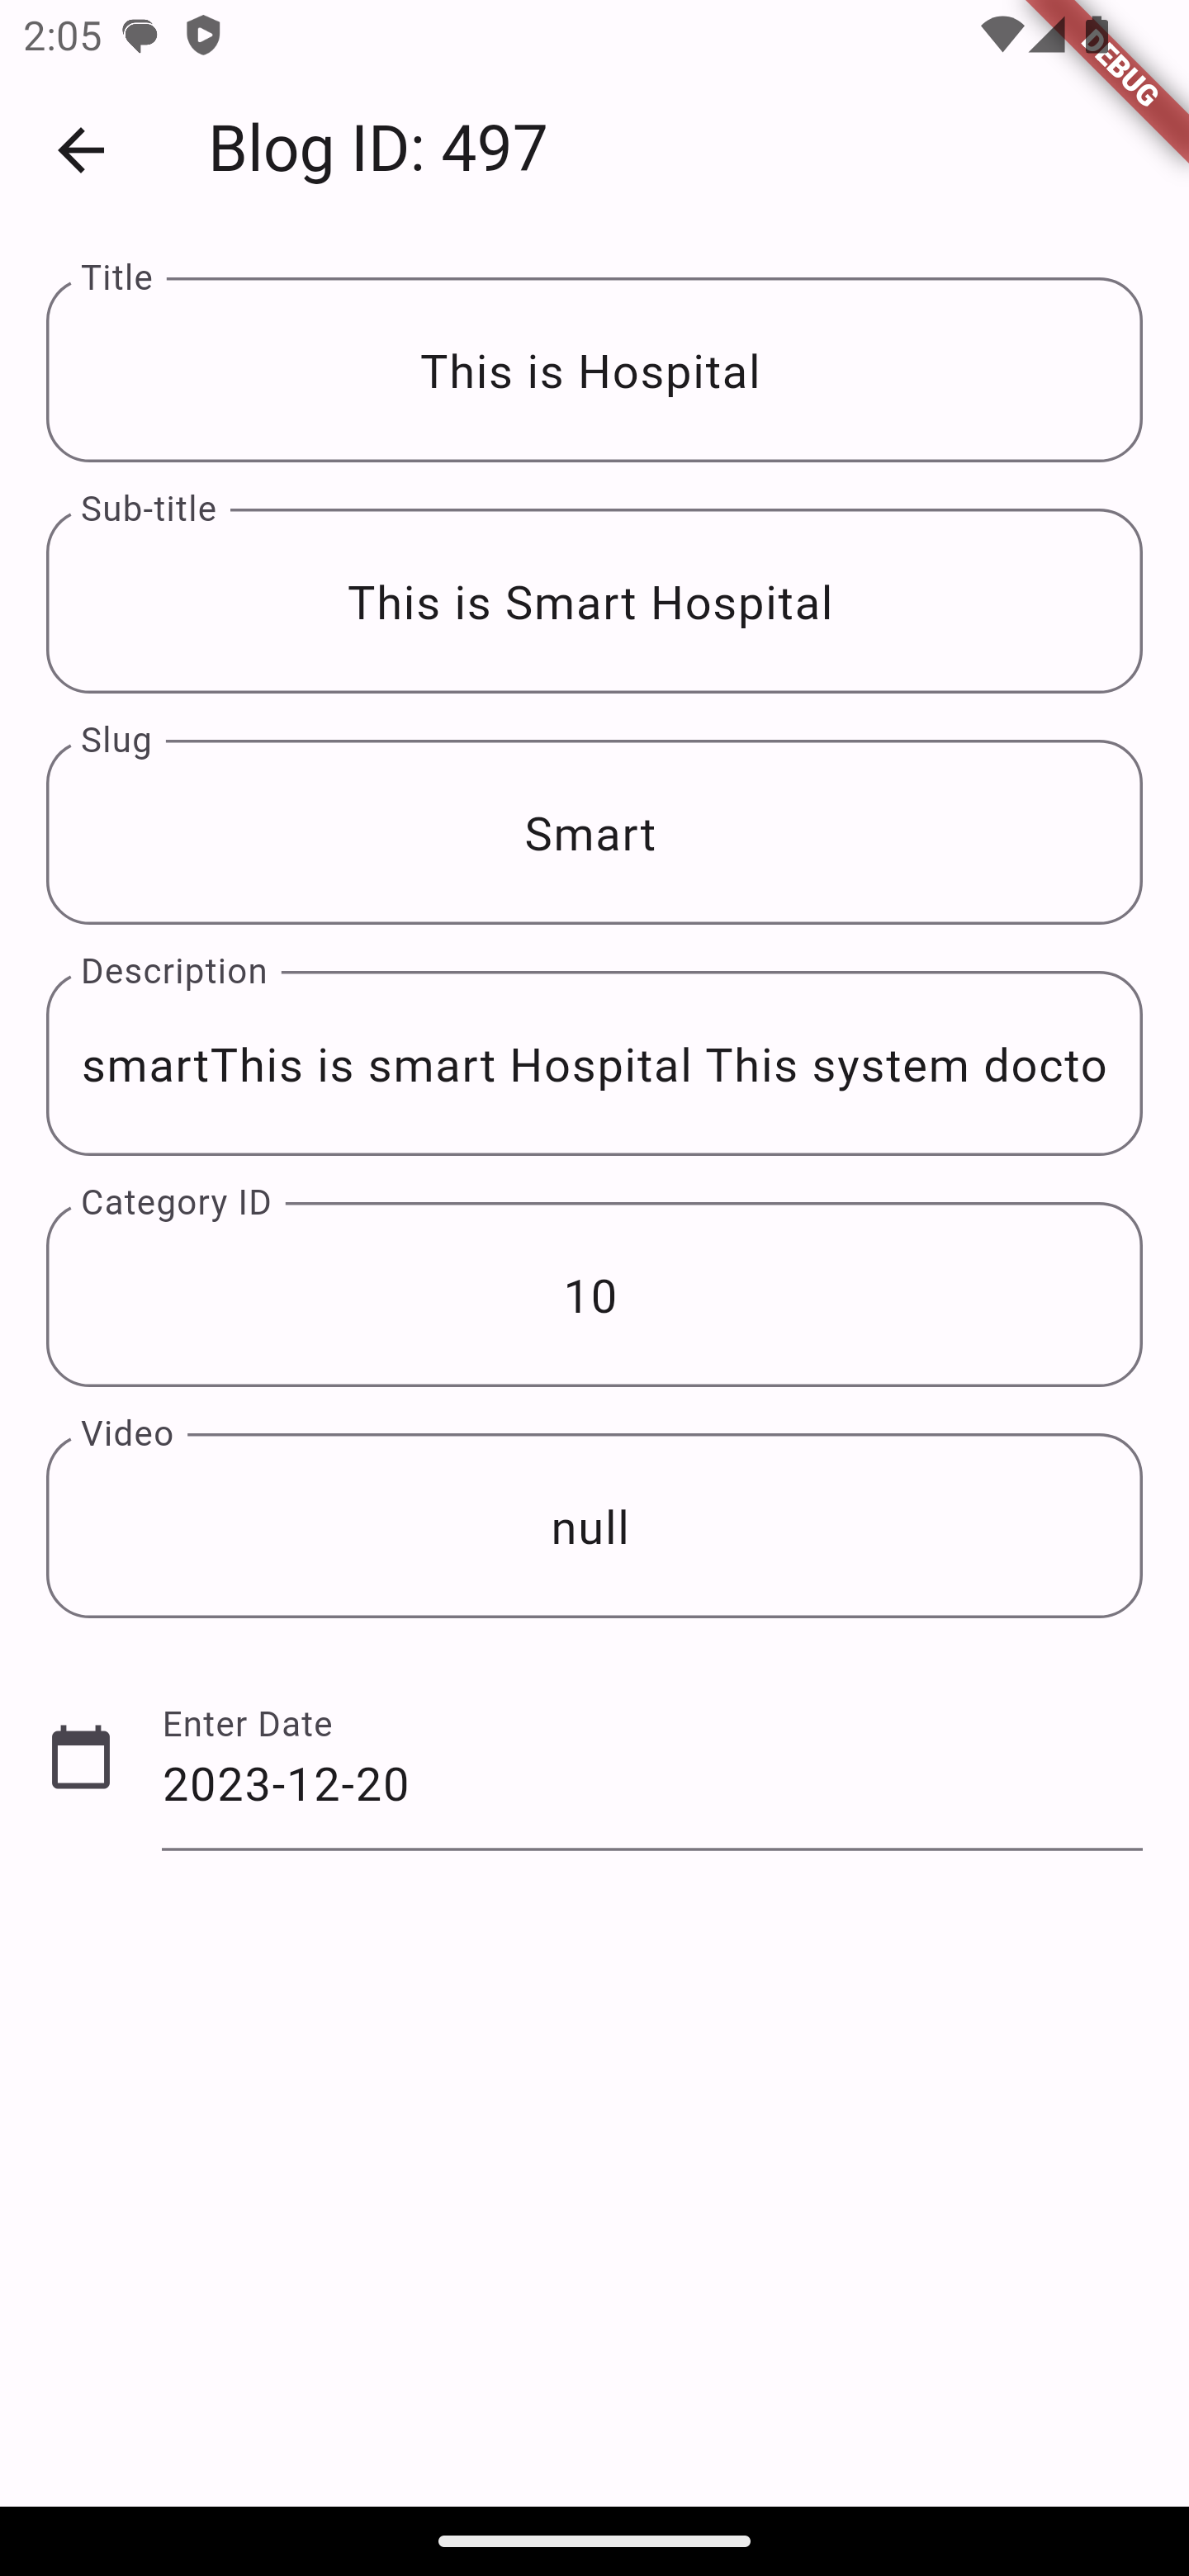 2:05
DEBUG
Blog ID: 497
Title
This is Hospital
Sub-title
This is Smart Hospital
Slug
Smart
Description
smartThis is smart Hospital This system docto
Category ID
10
Video
null
Enter Date
2023-12-20